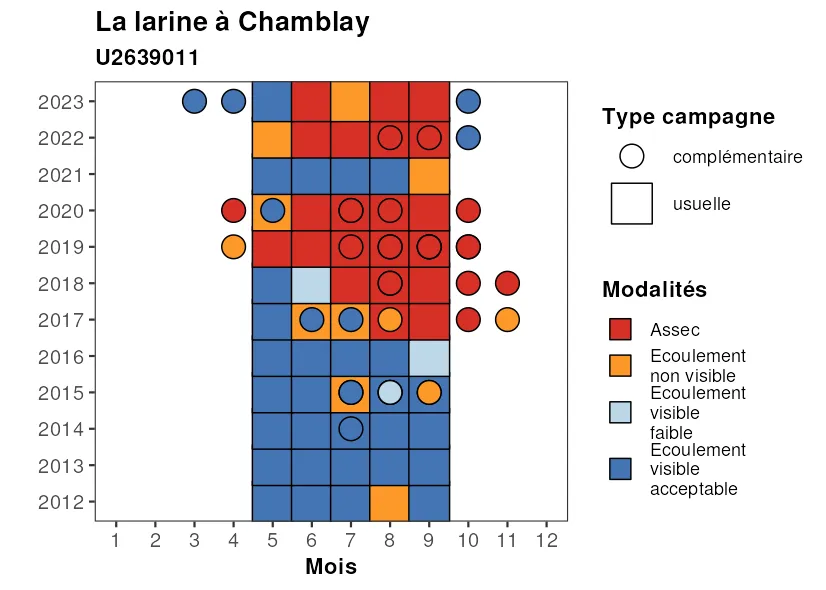 La larine à Chamblay
U2639011
2023
2022
2021
2020
2019
2018
2017
2016
2015
2014
2013
2012
1 2 3 4 5 6 7 8 9 10 11 12
Mois
Type campagne
complémentaire
usuelle
Modalités
Assec
Ecoulement
non visible
Ecoulement
visible
faible
Ecoulement
visible
acceptable